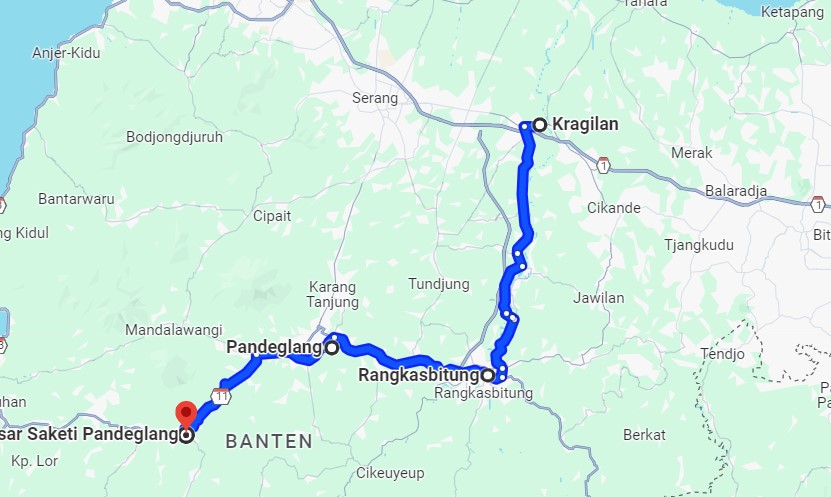 Ketapang
Anjer-Kidu
Serang
Kragilan
Bodjongdjuruh
Merak
1
Balaradja
Bantarwaru
Cikande
1
Cipait
ng Kidul
Bit
Tjangkudu
Karang
Tanjung
Tundjung
Jawilan
Mandalawangi
Pandeglang
Tendjo
Rangkasbitung
Rangkasbitung
11
uhan
sar Saketi Pandeglang
BANTEN
Berkat
Kp. Lor
Cikeuyeup